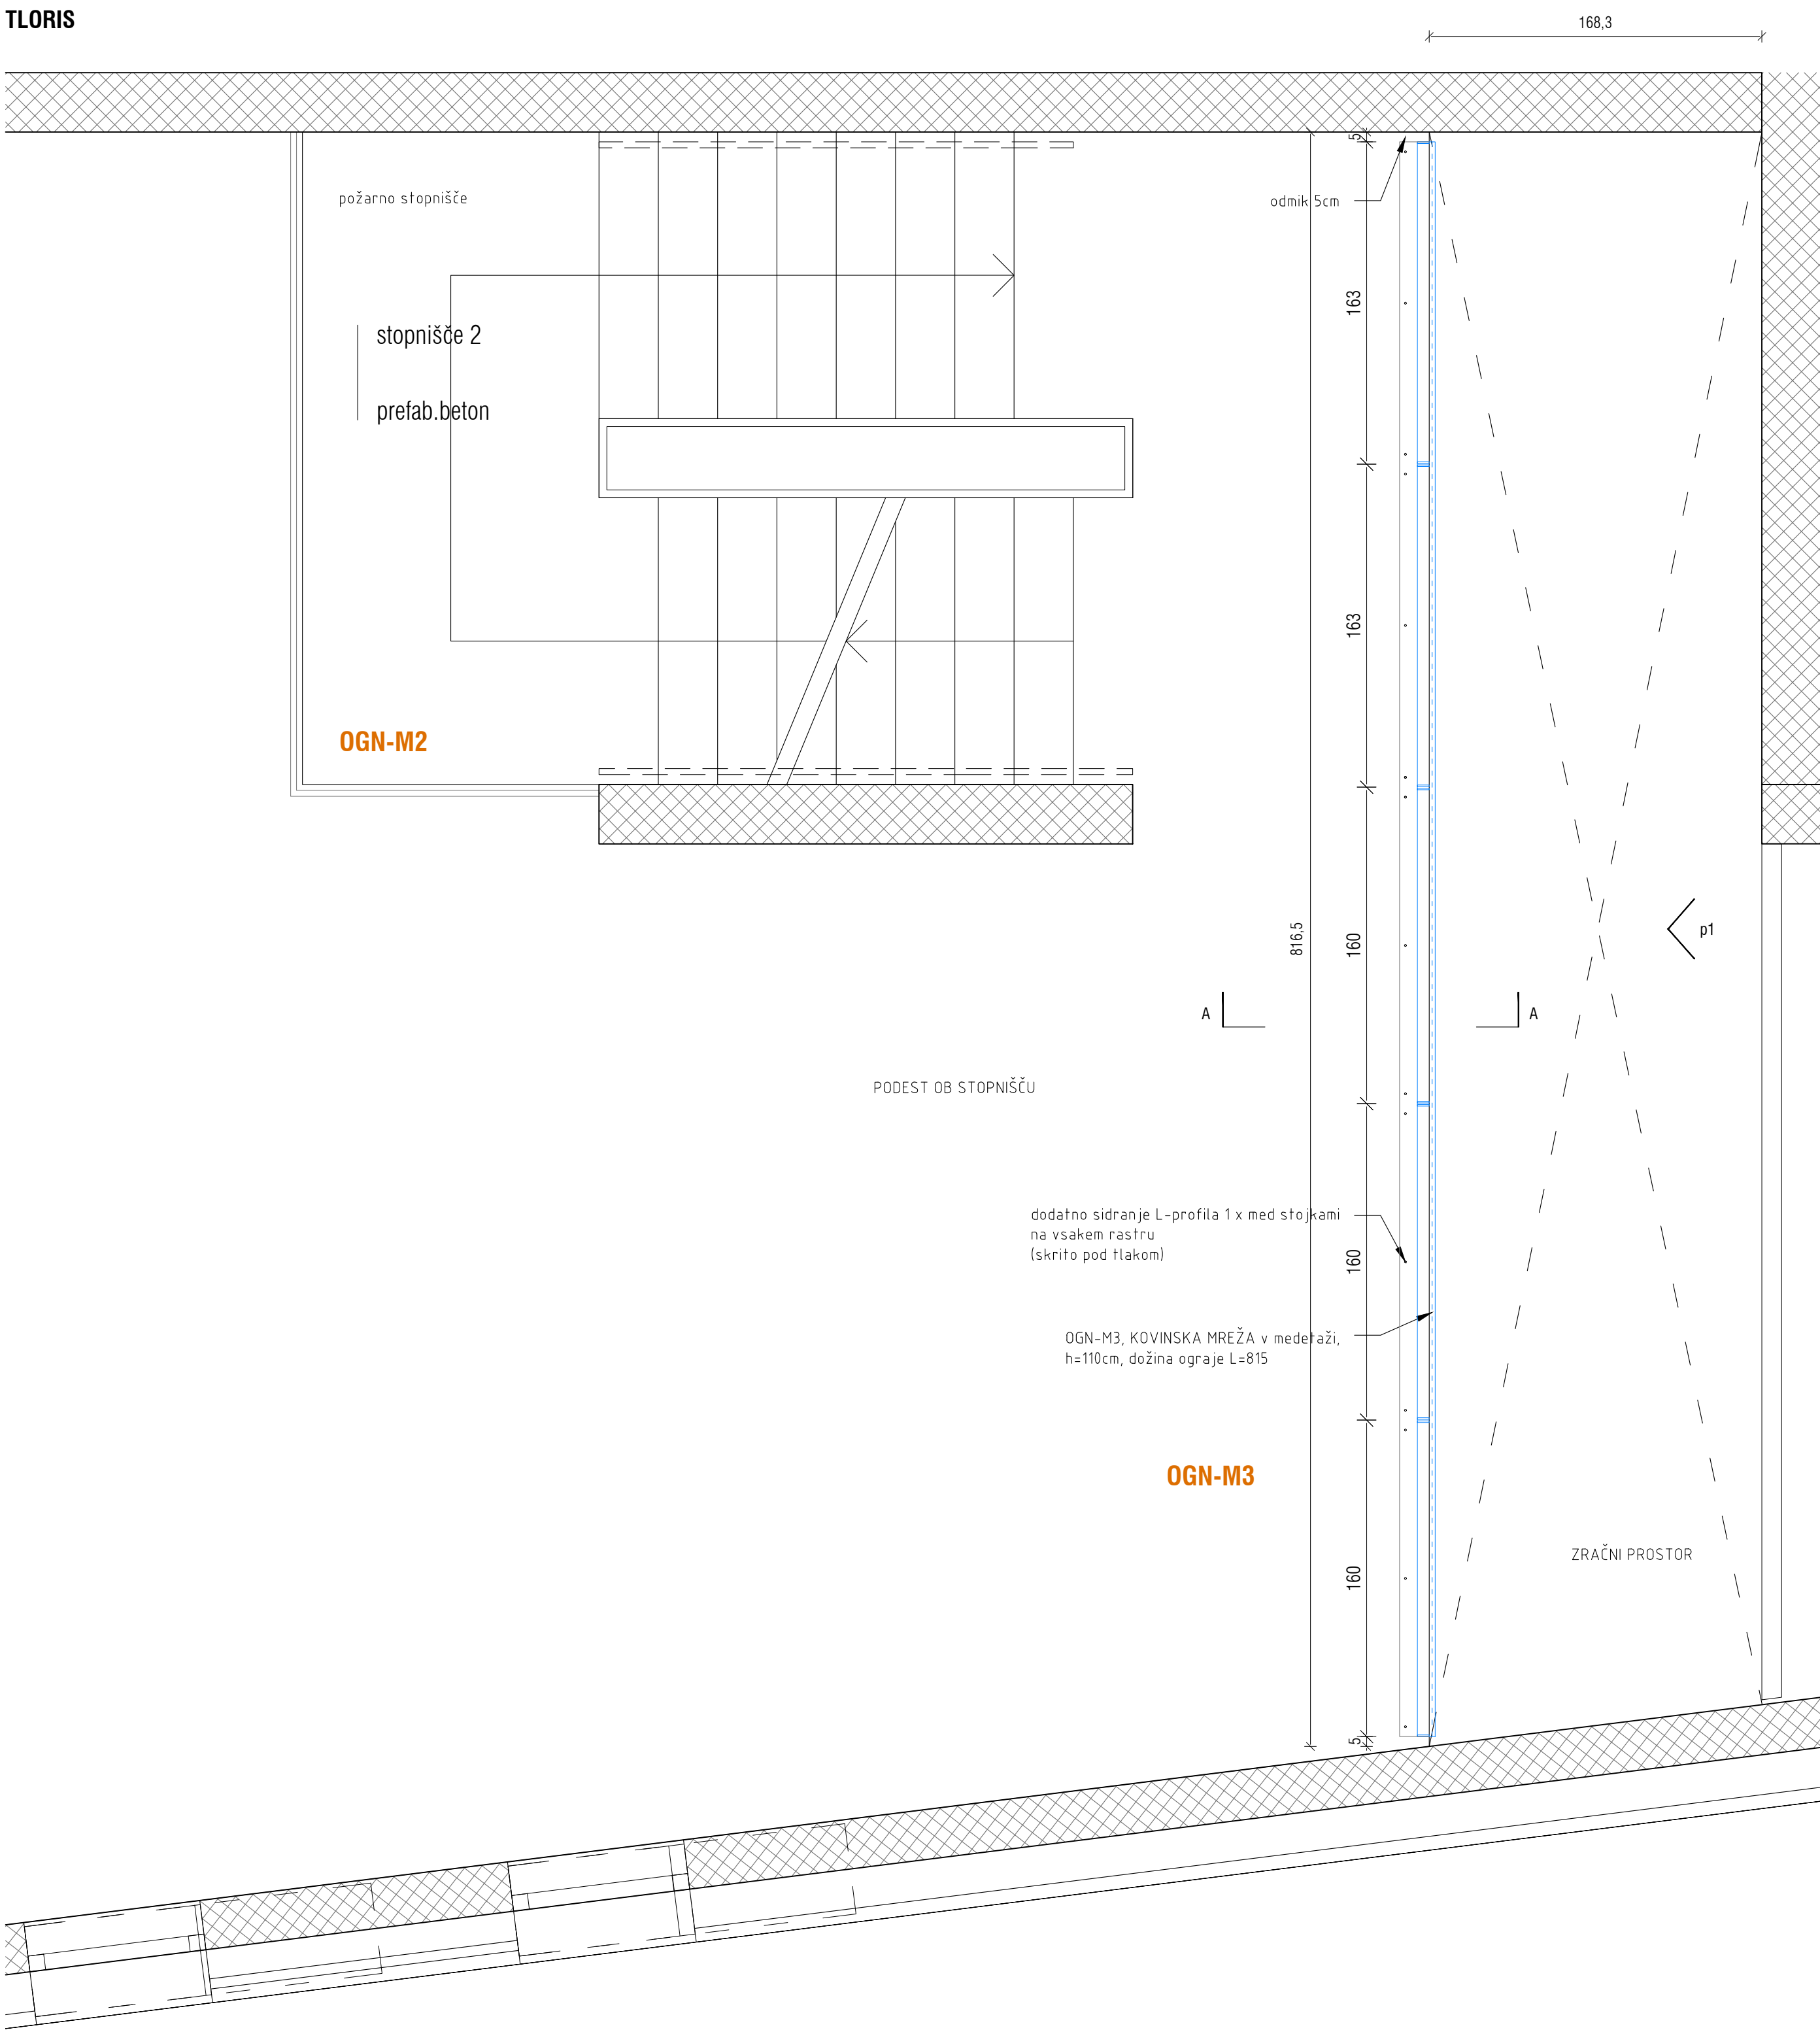 TLORIS
168,3
5
požarno stopnišče
odmik 5cm
163
stopnišče 2
prefab.beton
163
OGN-M2
816,5
160
p1
A
A
PODEST OB STOPNIŠČU
dodatno sidranje L-profila 1 x med stojkami
na vsakem rastru
(skrito pod tlakom)
160
OGN-M3, KOVINSKA MREŽA v medetaži,
h=110cm, dožina ograje L=815
OGN-M3
160
ZRAČNI PROSTOR
5